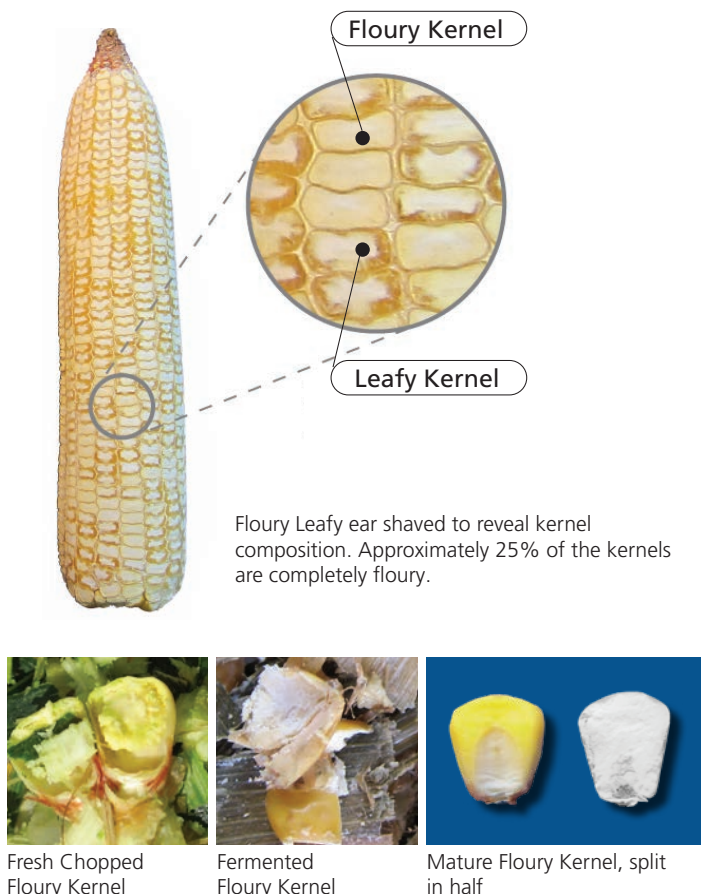 Floury Kernel
Leafy Kernel
Floury Leafy ear shaved to reveal kernel
composition. Approximately 25% of the kernels
are completely floury.
Fresh Chopped
Floury Kernel
Fermented
Floury Kernel
Mature Floury Kernel, split
in half